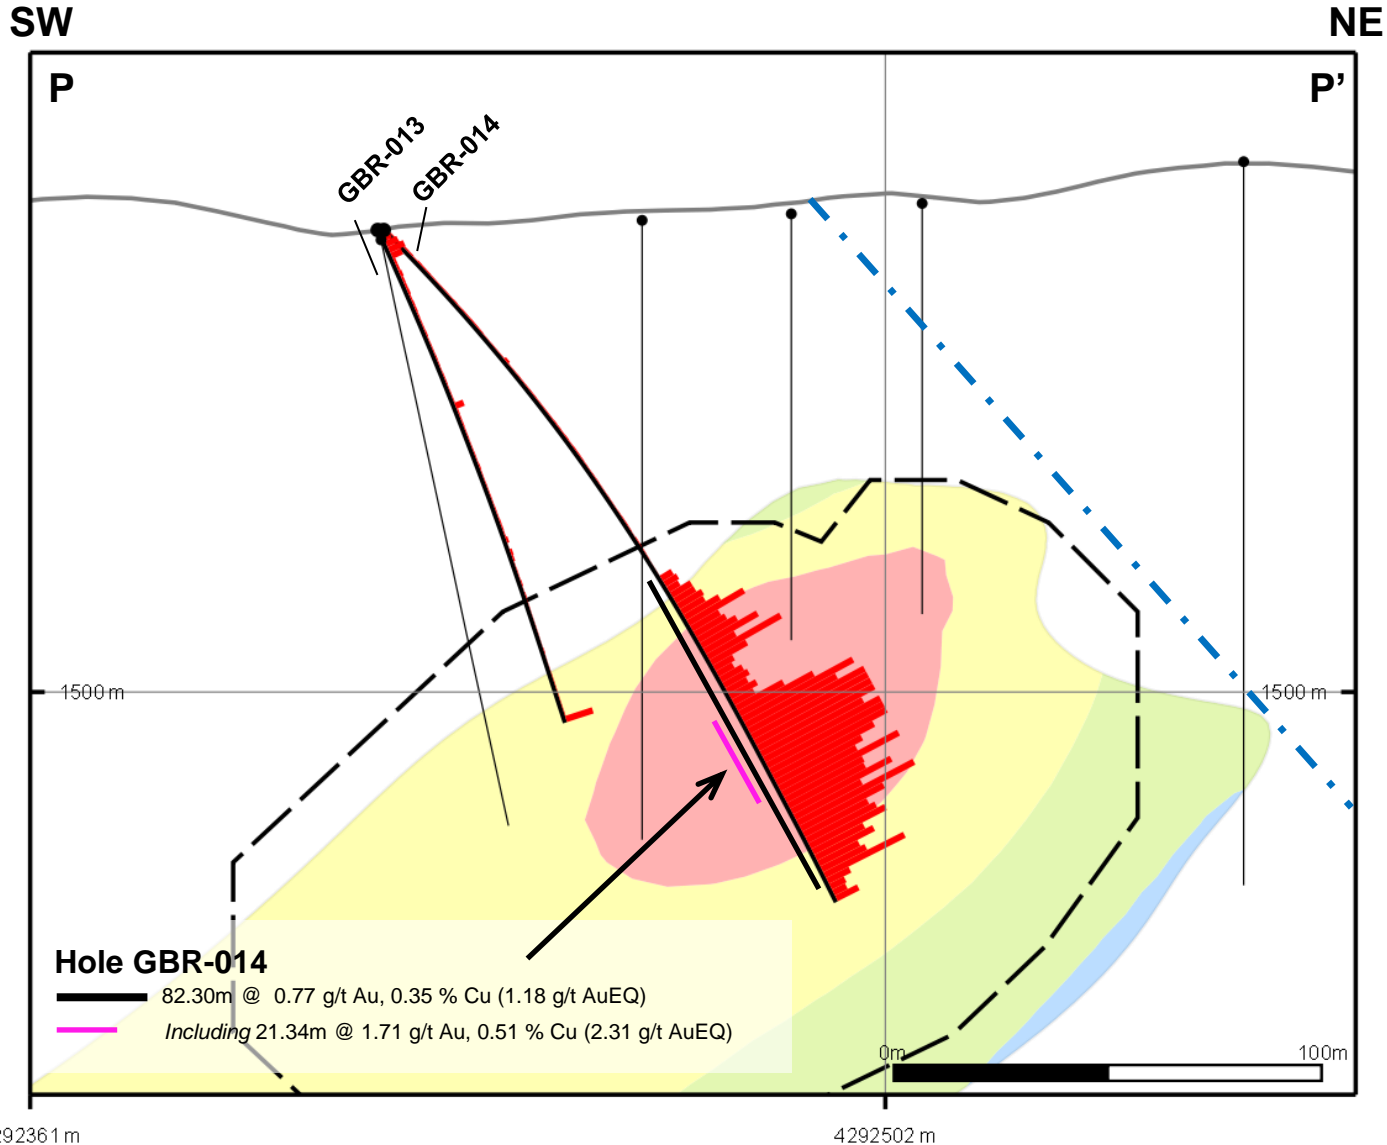 SW
NE
P
P’
GBR-013
GBR-014
1500 m
1500 m
Hole GBR-014
82.30m @ 0.77 g/t Au, 0.35 % Cu (1.18 g/t AuEQ)
Including 21.34m @ 1.71 g/t Au, 0.51 % Cu (2.31 g/t AuEQ)
0m
100m
292361 m
4292502 m